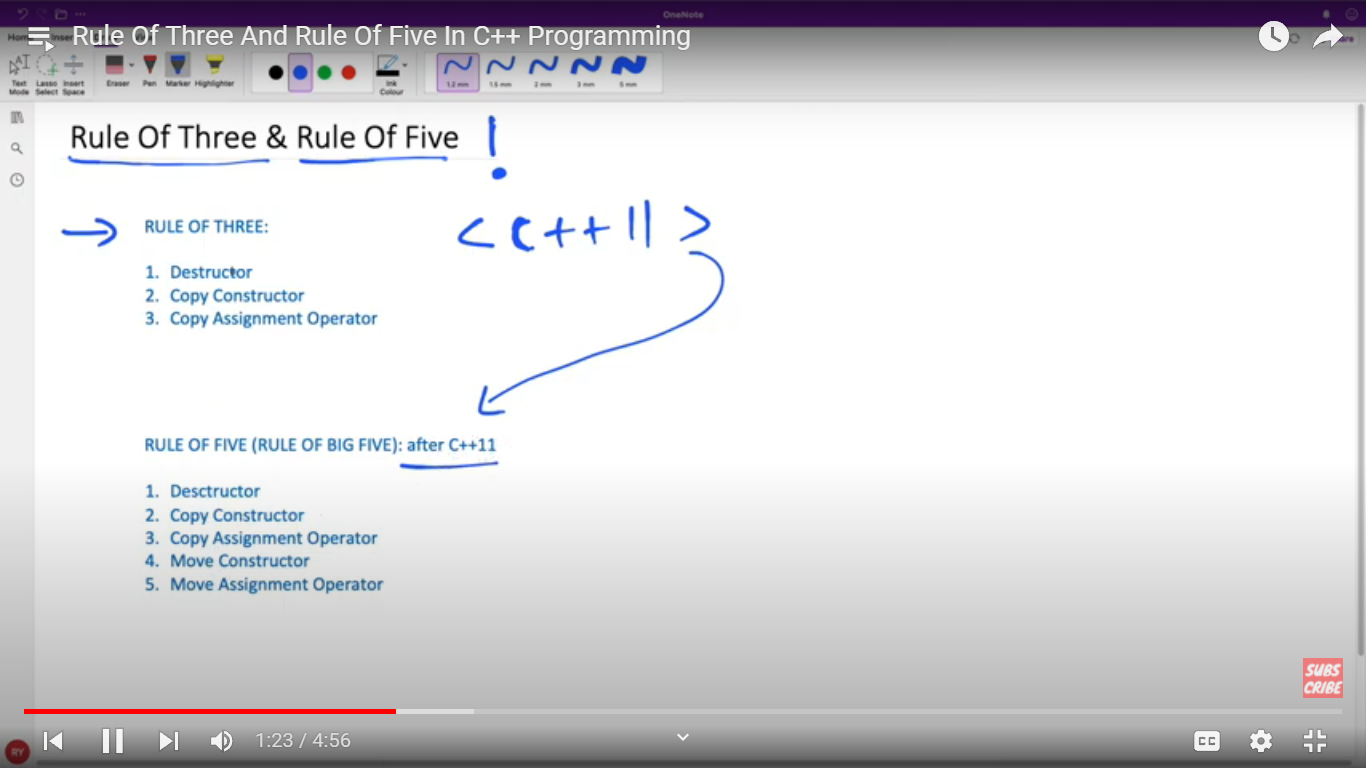 OneNote
Rule Of Three And Rule Of Five In C++ Programming
Text Mode
Lasso Select
Insert Space
Eraser
Pen
Marker
Highlighter
Ink Colour
1.2 mm
1.5 mm
2 mm
3 mm
5 mm
Rule Of Three & Rule Of Five !
RULE OF THREE:
< C++ 11 >
1. Destructor
2. Copy Constructor
3. Copy Assignment Operator
RULE OF FIVE (RULE OF BIG FIVE): after C++11
1. Desctructor
2. Copy Constructor
3. Copy Assignment Operator
4. Move Constructor
5. Move Assignment Operator
SUBS
CRIBE
1:23 / 4:56
CC
RY